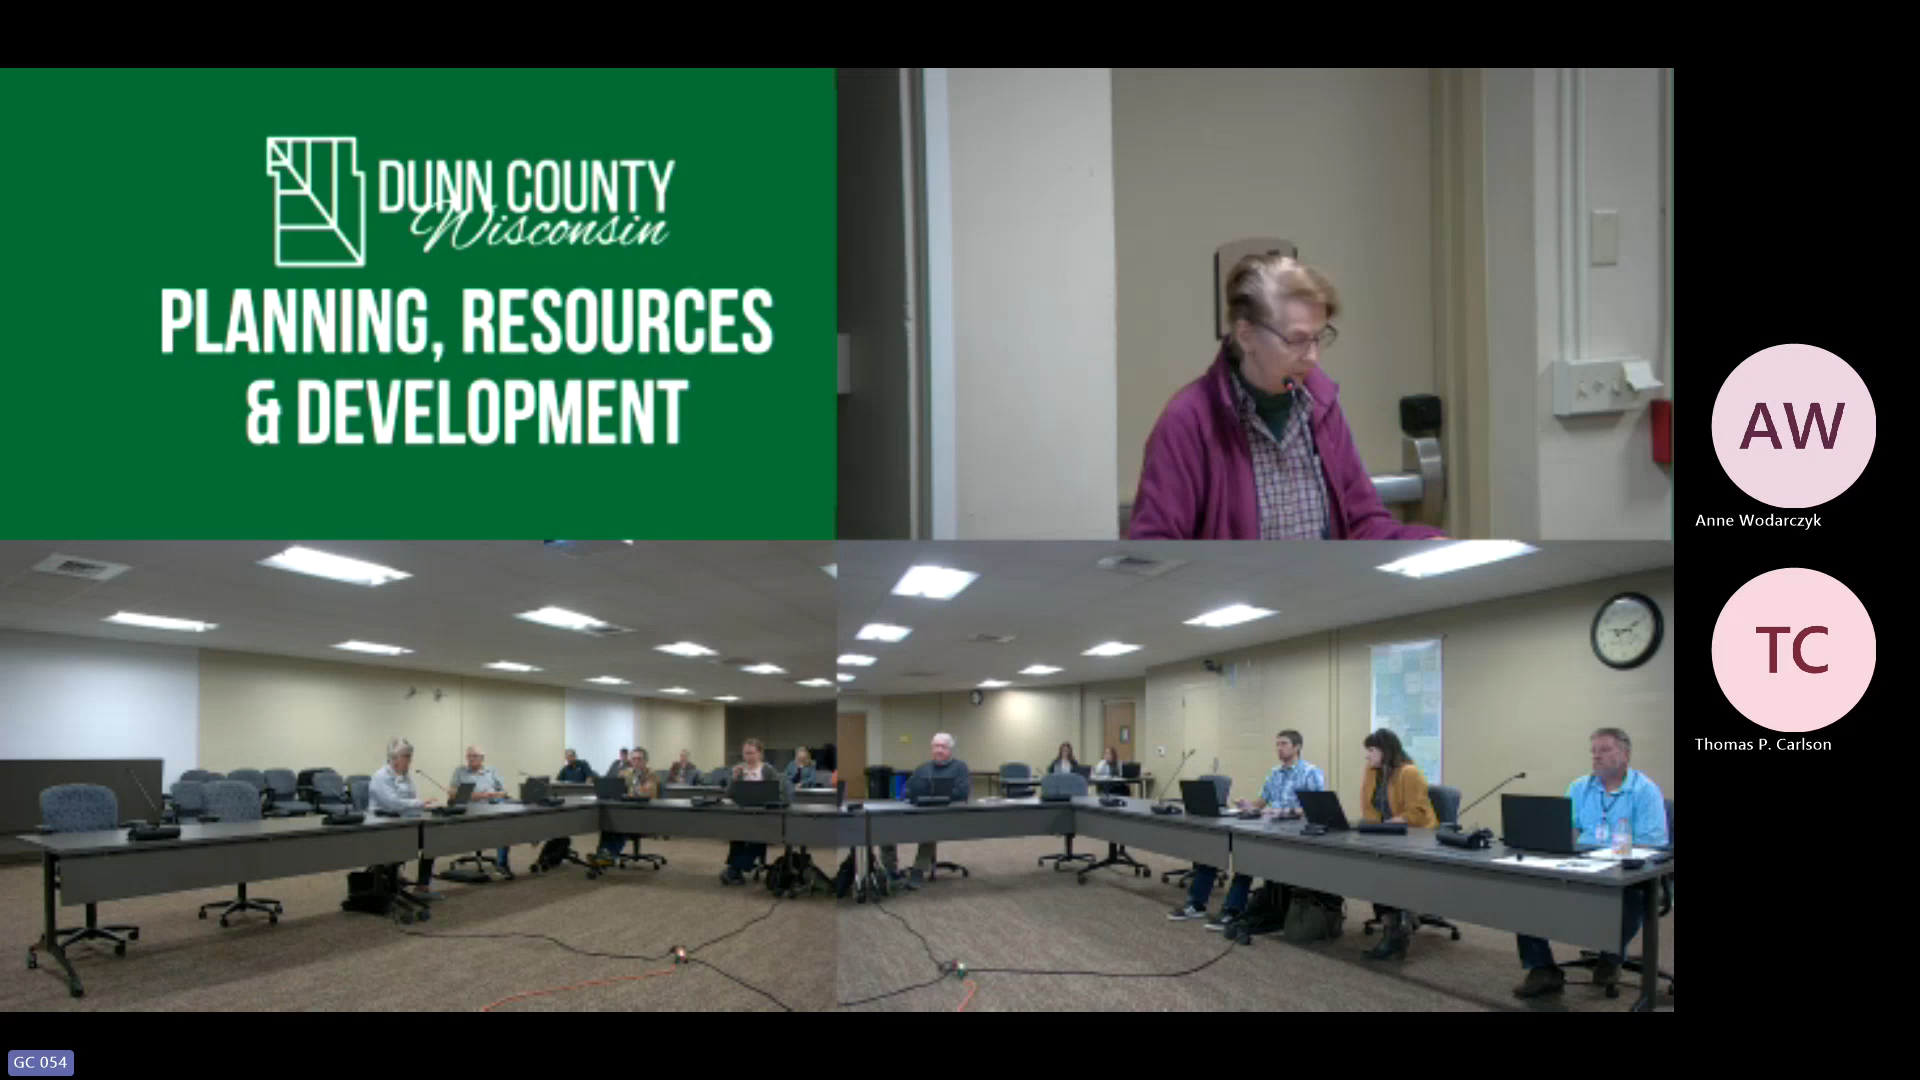 DUNN COUNTY
Wisconsin
PLANNING, RESOURCES
& DEVELOPMENT
AW
Anne Wodarczyk
TC
Thomas P. Carlson
GC 054